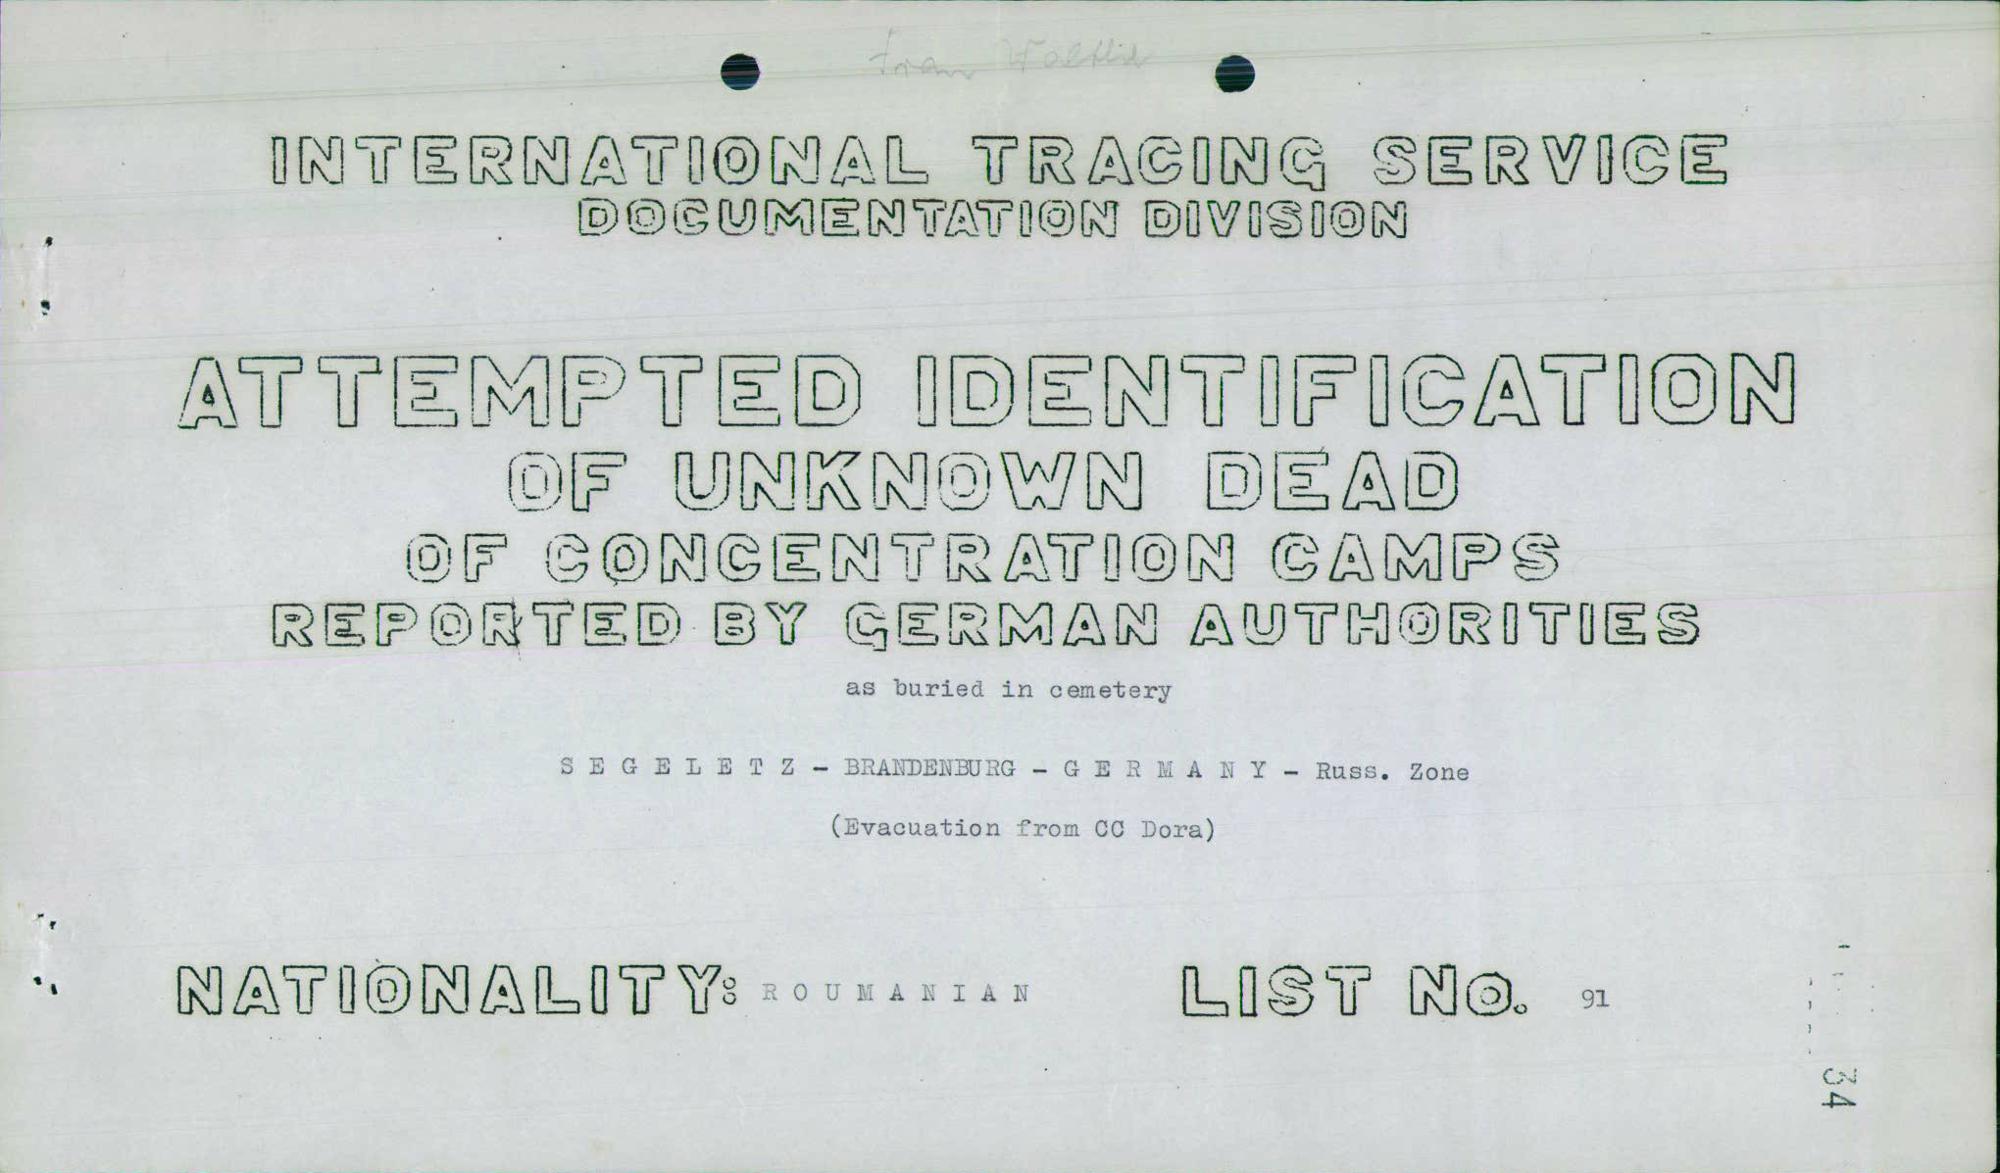 INTERNATIONAL TRACING SERVICE
DOCUMENTATION DIVISION
ATTEMPTED IDENTIFICATION
OF UNKNOWN DEAD
OF CONCENTRATION CAMPS
REPORTED BY GERMAN AUTHORITIES
as buried in cemetery
S E G E L E T Z - BRANDENBURG - G E R M A N Y - Russ. Zone
(Evacuation from CC Dora)
NATIONALITY: R O U M A N I A N LIST No. 91
34